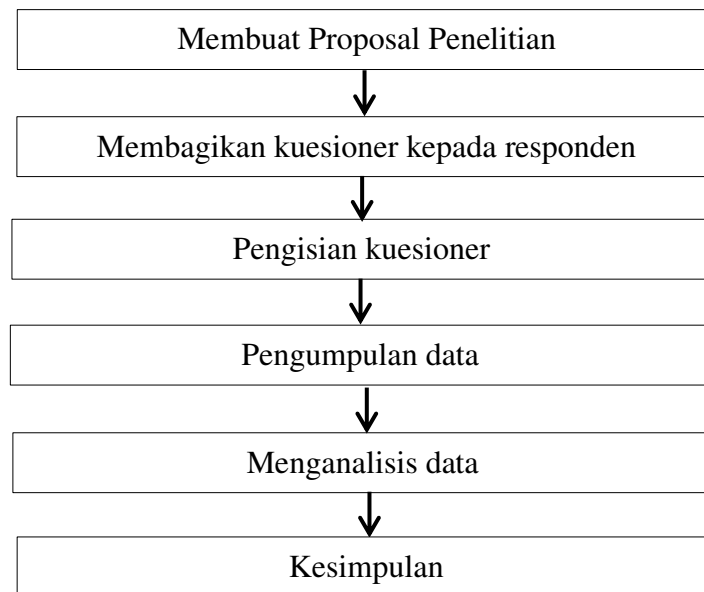 Membuat Proposal Penelitian
Membagikan kuesioner kepada responden
Pengisian kuesioner
Pengumpulan data
Menganalisis data
Kesimpulan